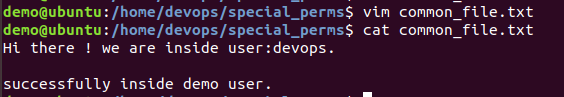 demo@ubuntu:/home/devops/special_perms$ vim common_file.txt
demo@ubuntu:/home/devops/special_perms$ cat common_file.txt
Hi there ! we are inside user:devops.
successfully inside demo user.